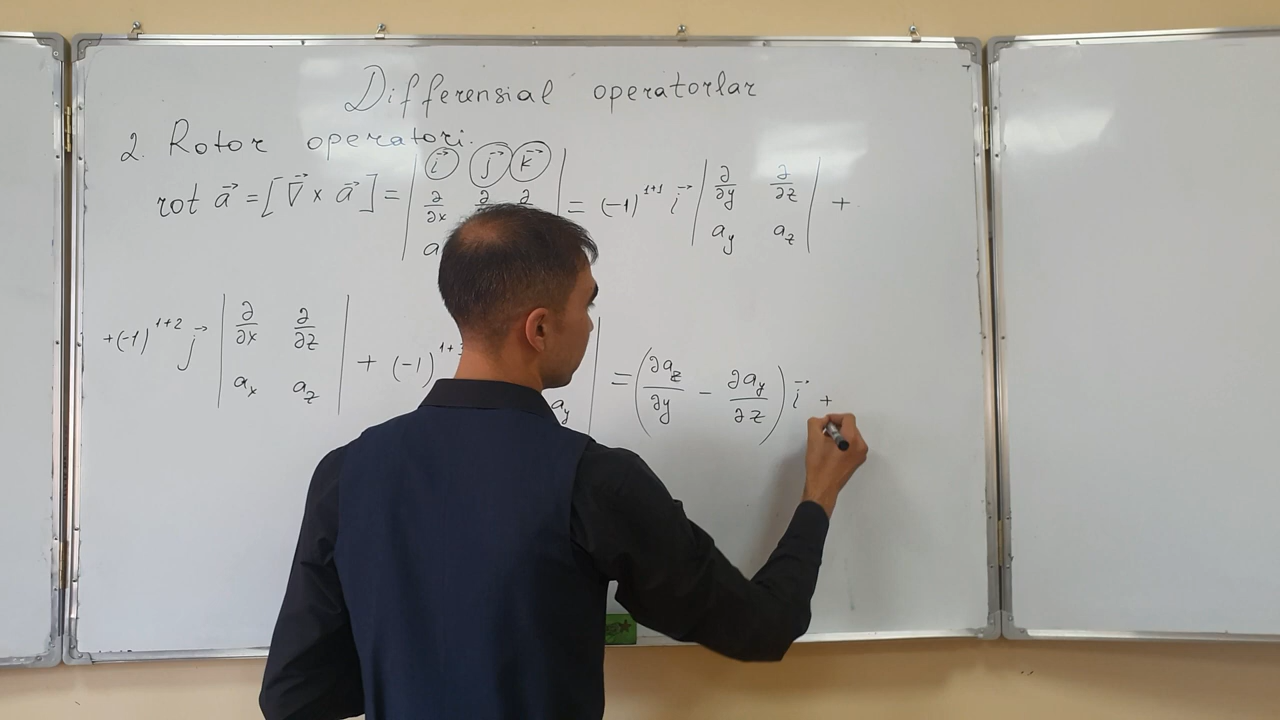 Differensial operatorlar
2. Rotor operatori.
rot a⃗ = [∇⃗ × a⃗] = | i⃗ j⃗ k⃗ ; ∂/∂x ∂ ∂ ; a | = (-1)¹⁺¹ i⃗ | ∂/∂y ∂/∂z ; a_y a_z | +
+(-1)¹⁺² j⃗ | ∂/∂x ∂/∂z ; a_x a_z | + (-1)¹⁺³ a_y | = (∂a_z/∂y − ∂a_y/∂z) i⃗ +